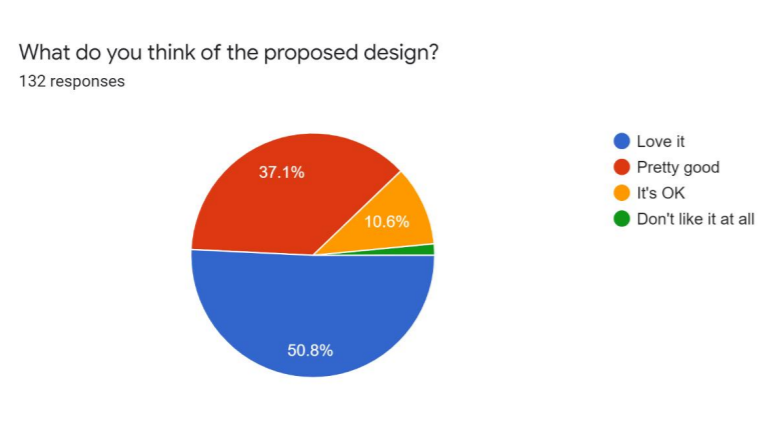 What do you think of the proposed design?
132 responses
37.1%
10.6%
50.8%
Love it
Pretty good
It's OK
Don't like it at all